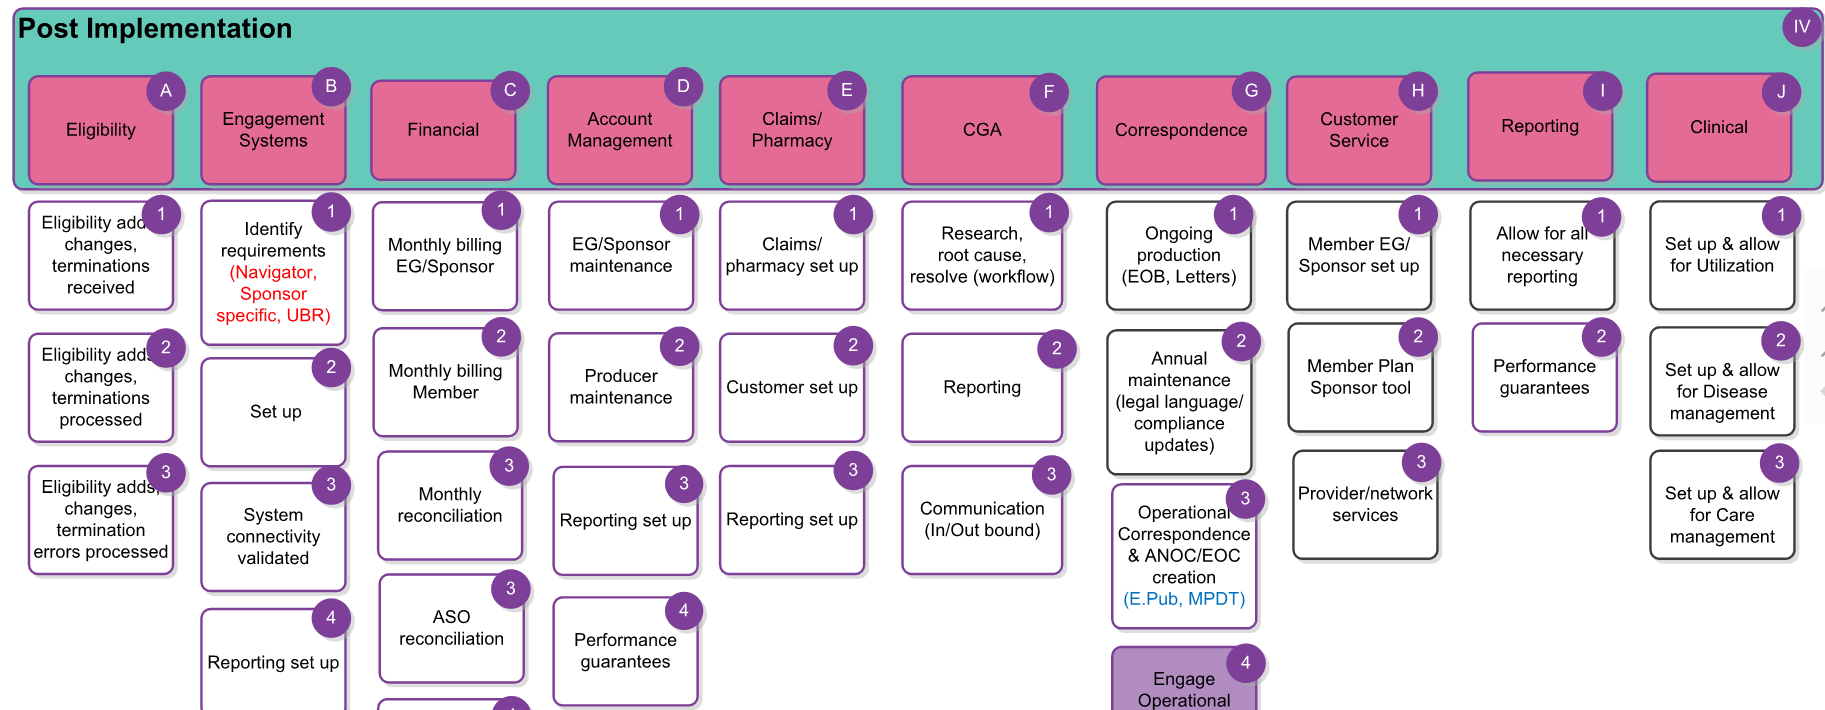 Post Implementation
IV
A
Eligibility
B
Engagement
Systems
C
Financial
D
Account
Management
E
Claims/
Pharmacy
F
CGA
G
Correspondence
H
Customer
Service
I
Reporting
J
Clinical
1
Eligibility add
changes,
terminations
received
2
Eligibility adds
changes,
terminations
processed
3
Eligibility adds,
changes,
termination
errors processed
1
Identify
requirements
(Navigator,
Sponsor
specific, UBR)
2
Set up
3
System
connectivity
validated
4
Reporting set up
1
Monthly billing
EG/Sponsor
2
Monthly billing
Member
3
Monthly
reconciliation
3
ASO
reconciliation
1
EG/Sponsor
maintenance
2
Producer
maintenance
3
Reporting set up
4
Performance
guarantees
1
Claims/
pharmacy set up
2
Customer set up
3
Reporting set up
1
Research,
root cause,
resolve (workflow)
2
Reporting
3
Communication
(In/Out bound)
1
Ongoing
production
(EOB, Letters)
2
Annual
maintenance
(legal language/
compliance
updates)
3
Operational
Correspondence
& ANOC/EOC
creation
(E.Pub, MPDT)
4
Engage
Operational
1
Member EG/
Sponsor set up
2
Member Plan
Sponsor tool
3
Provider/network
services
1
Allow for all
necessary
reporting
2
Performance
guarantees
1
Set up & allow
for Utilization
2
Set up & allow
for Disease
management
3
Set up & allow
for Care
management